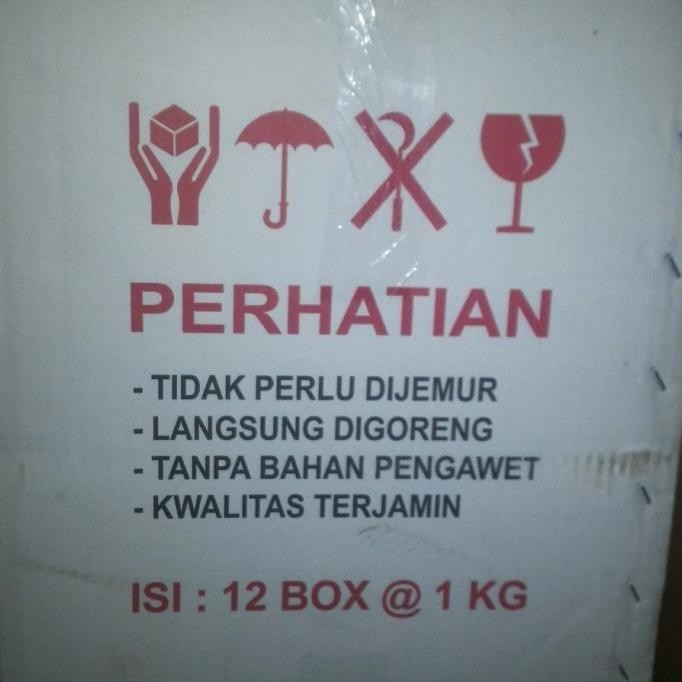 PERHATIAN
- TIDAK PERLU DIJEMUR
- LANGSUNG DIGORENG
- TANPA BAHAN PENGAWET
- KWALITAS TERJAMIN
ISI : 12 BOX @ 1 KG